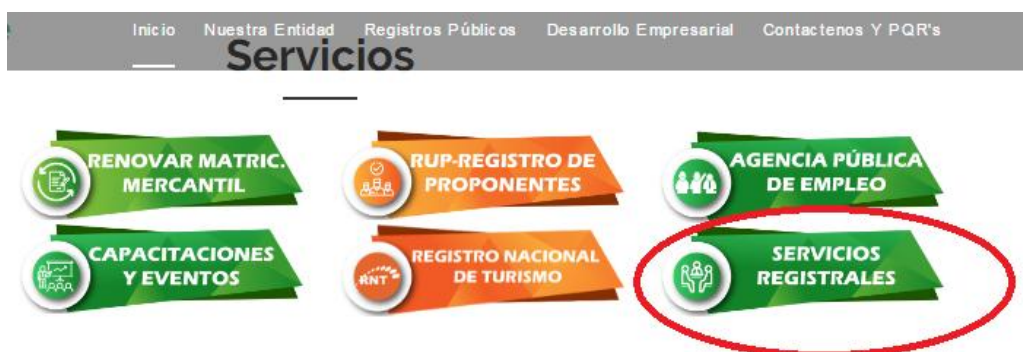 Inicio Nuestra Entidad Registros Públicos Desarrollo Empresarial Contactenos Y PQR's
Servicios
RENOVAR MATRIC.
MERCANTIL
RUP-REGISTRO DE
PROPONENTES
AGENCIA PÚBLICA
DE EMPLEO
CAPACITACIONES
Y EVENTOS
RNT
REGISTRO NACIONAL
DE TURISMO
SERVICIOS
REGISTRALES